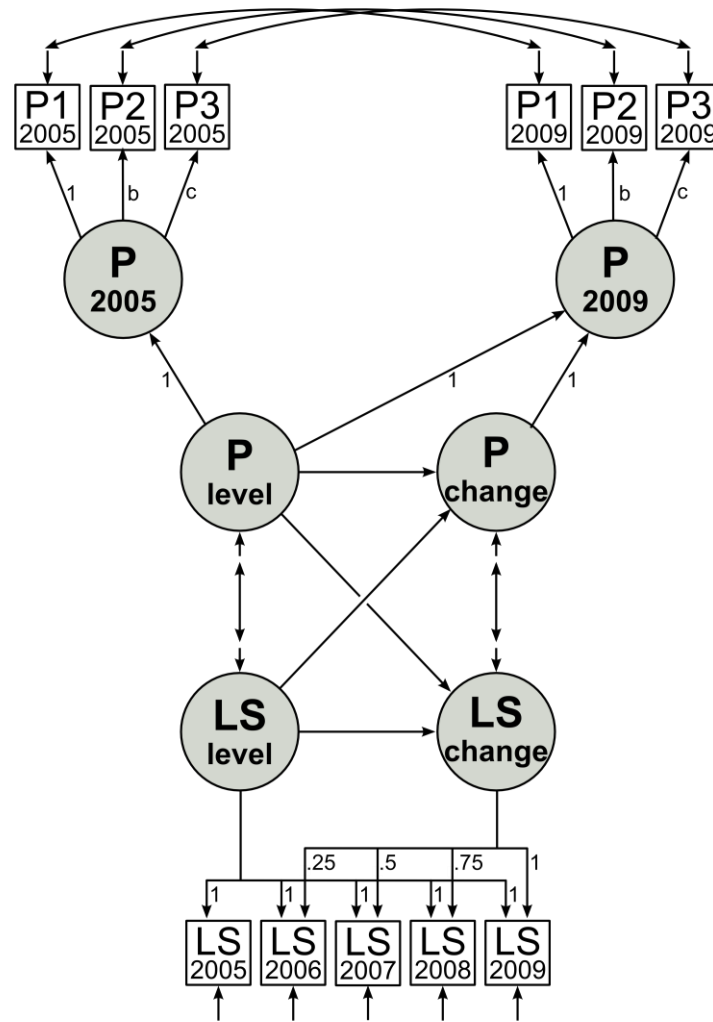 P1 P2 P3 P1 P2 P3
2005 2005 2005 2009 2009 2009
1 b c 1 b c
P P
2005 2009
1 1 1
P P
level change
LS LS
level change
.25 .5 .75 1
1 1 1 1 1
LS LS LS LS LS
2005 2006 2007 2008 2009